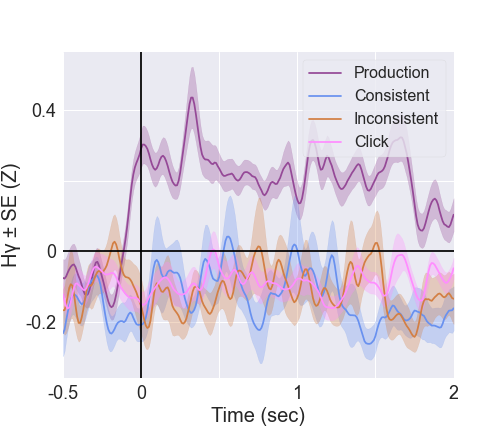 Production
Consistent
Inconsistent
Click
0.4
0
-0.2
Hγ ± SE (Z)
-0.5
0
1
2
Time (sec)